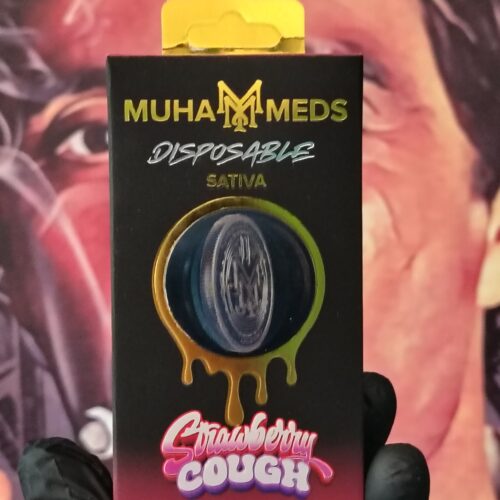 MUHA MEDS
DISPOSABLE
SATIVA
Strawberry
COUGH